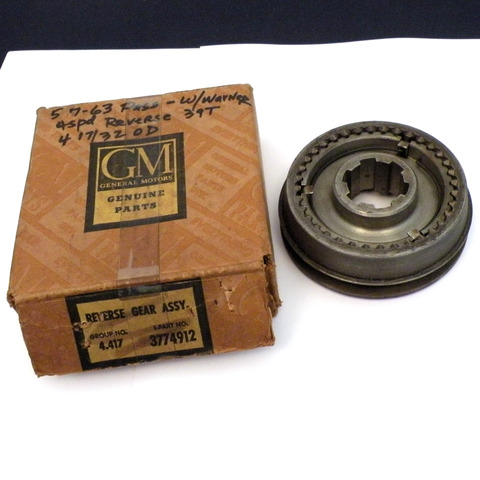 57-63 Pass - W/Warner
4spd Reverse 39T
4 17/32 OD
GM
GENERAL MOTORS
GENUINE
PARTS
REVERSE GEAR ASSY.
GROUP NO. PART NO.
4.417 3774912